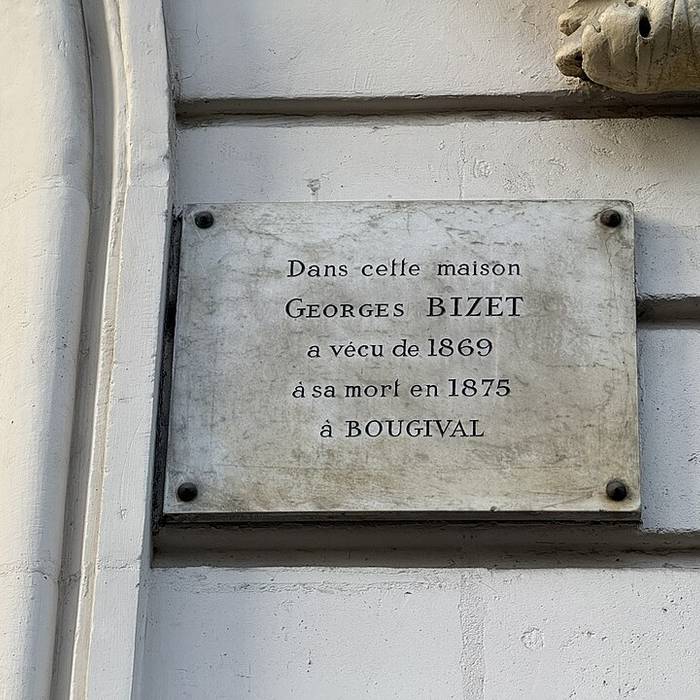 Dans cette maison
GEORGES BIZET
a vécu de 1869
à sa mort en 1875
à BOUGIVAL